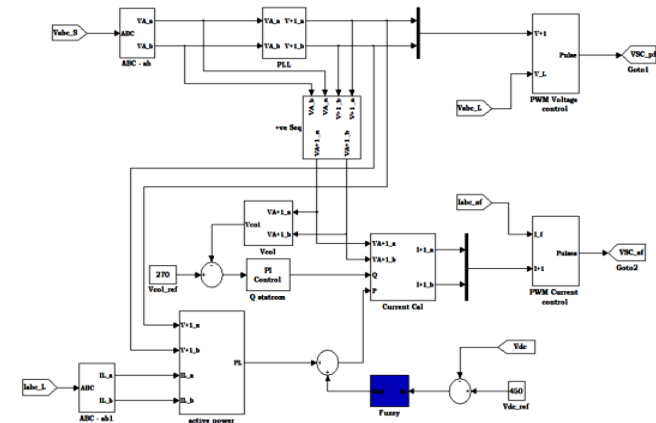 Vabc_S
ABC
VA_a
VA_b
ABC - ab
VA_a
VA_b
V+1_a
V+1_b
PLL
V+1
V_L
Pulse
PWM Voltage
control
VSC_pf
Goto1
Vabc_L
+ve Seq
VA_b
VA_a
V+1_b
V+1_a
VA+1_a
VA+1_b
Vcol
VA+1_a
VA+1_b
Vcol
270
Vcol_ref
PI
Control
Q statcom
VA+1_a
VA+1_b
Q
P
I+1_a
I+1_b
Current Cal
Iabc_sf
I_f
I+1
Pulses
PWM Current
control
VSC_sf
Goto2
V+1_a
V+1_b
IL_a
IL_b
PL
active power
Iabc_L
ABC
IL_a
IL_b
ABC - ab1
Fuzzy
Vdc
450
Vdc_ref